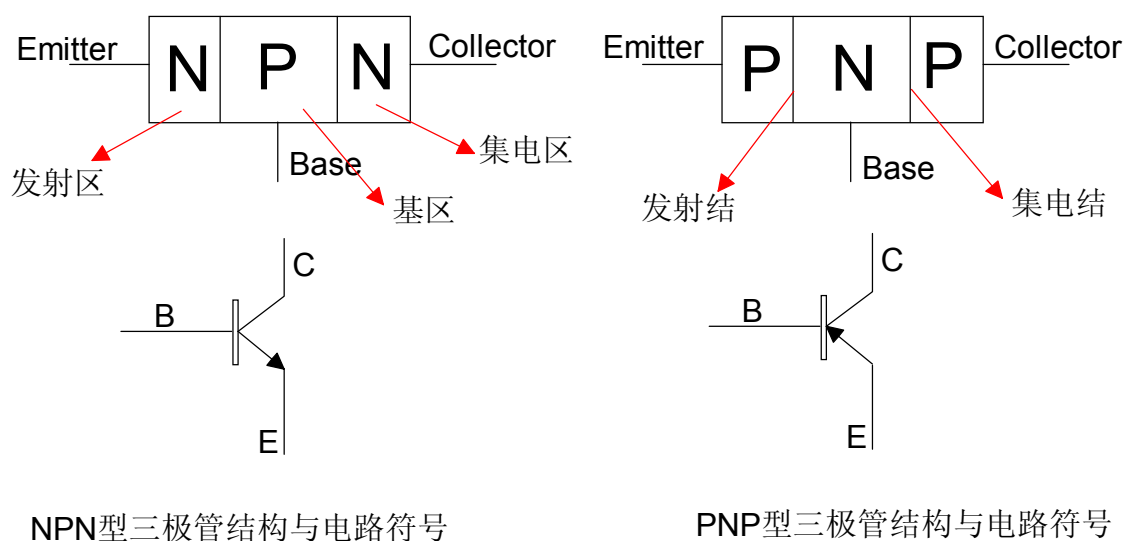 Emitter
N
P
N
Collector
Base
发射区
基区
集电区
B
C
E
NPN型三极管结构与电路符号
Emitter
P
N
P
Collector
Base
发射结
集电结
B
C
E
PNP型三极管结构与电路符号